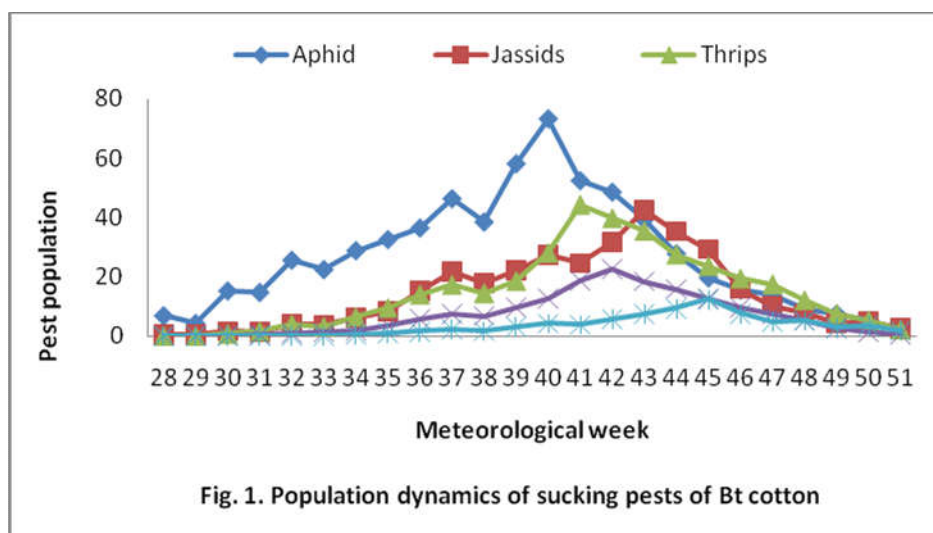 Aphid Jassids Thrips
80
60
40
20
0
Pest population
28 29 30 31 32 33 34 35 36 37 38 39 40 41 42 43 44 45 46 47 48 49 50 51
Meteorological week
Fig. 1. Population dynamics of sucking pests of Bt cotton